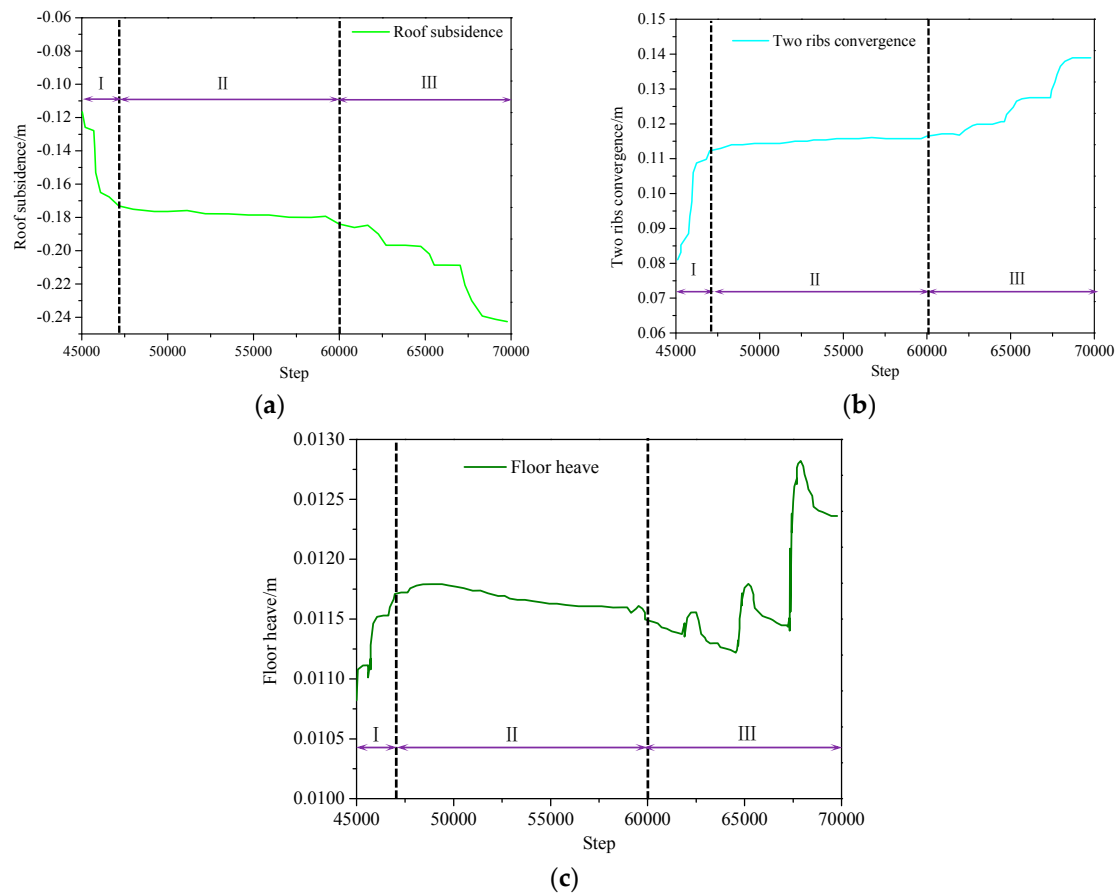 -0.06
-0.08
-0.10
-0.12
-0.14
-0.16
-0.18
-0.20
-0.22
-0.24
Roof subsidence/m
Roof subsidence
Ⅰ
Ⅱ
Ⅲ
45000 50000 55000 60000 65000 70000
Step
(a)
0.15
0.14
0.13
0.12
0.11
0.10
0.09
0.08
0.07
0.06
Two ribs convergence/m
Two ribs convergence
Ⅰ
Ⅱ
Ⅲ
45000 50000 55000 60000 65000 70000
Step
(b)
0.0130
0.0125
0.0120
0.0115
0.0110
0.0105
0.0100
Floor heave/m
Floor heave
Ⅰ
Ⅱ
Ⅲ
45000 50000 55000 60000 65000 70000
Step
(c)